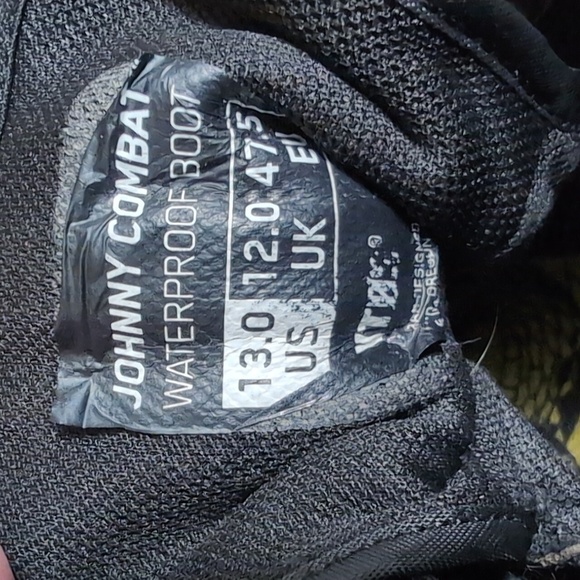 JOHNNY COMBAT
WATERPROOF BOOT
13.0 12.0 47.5
US UK EU